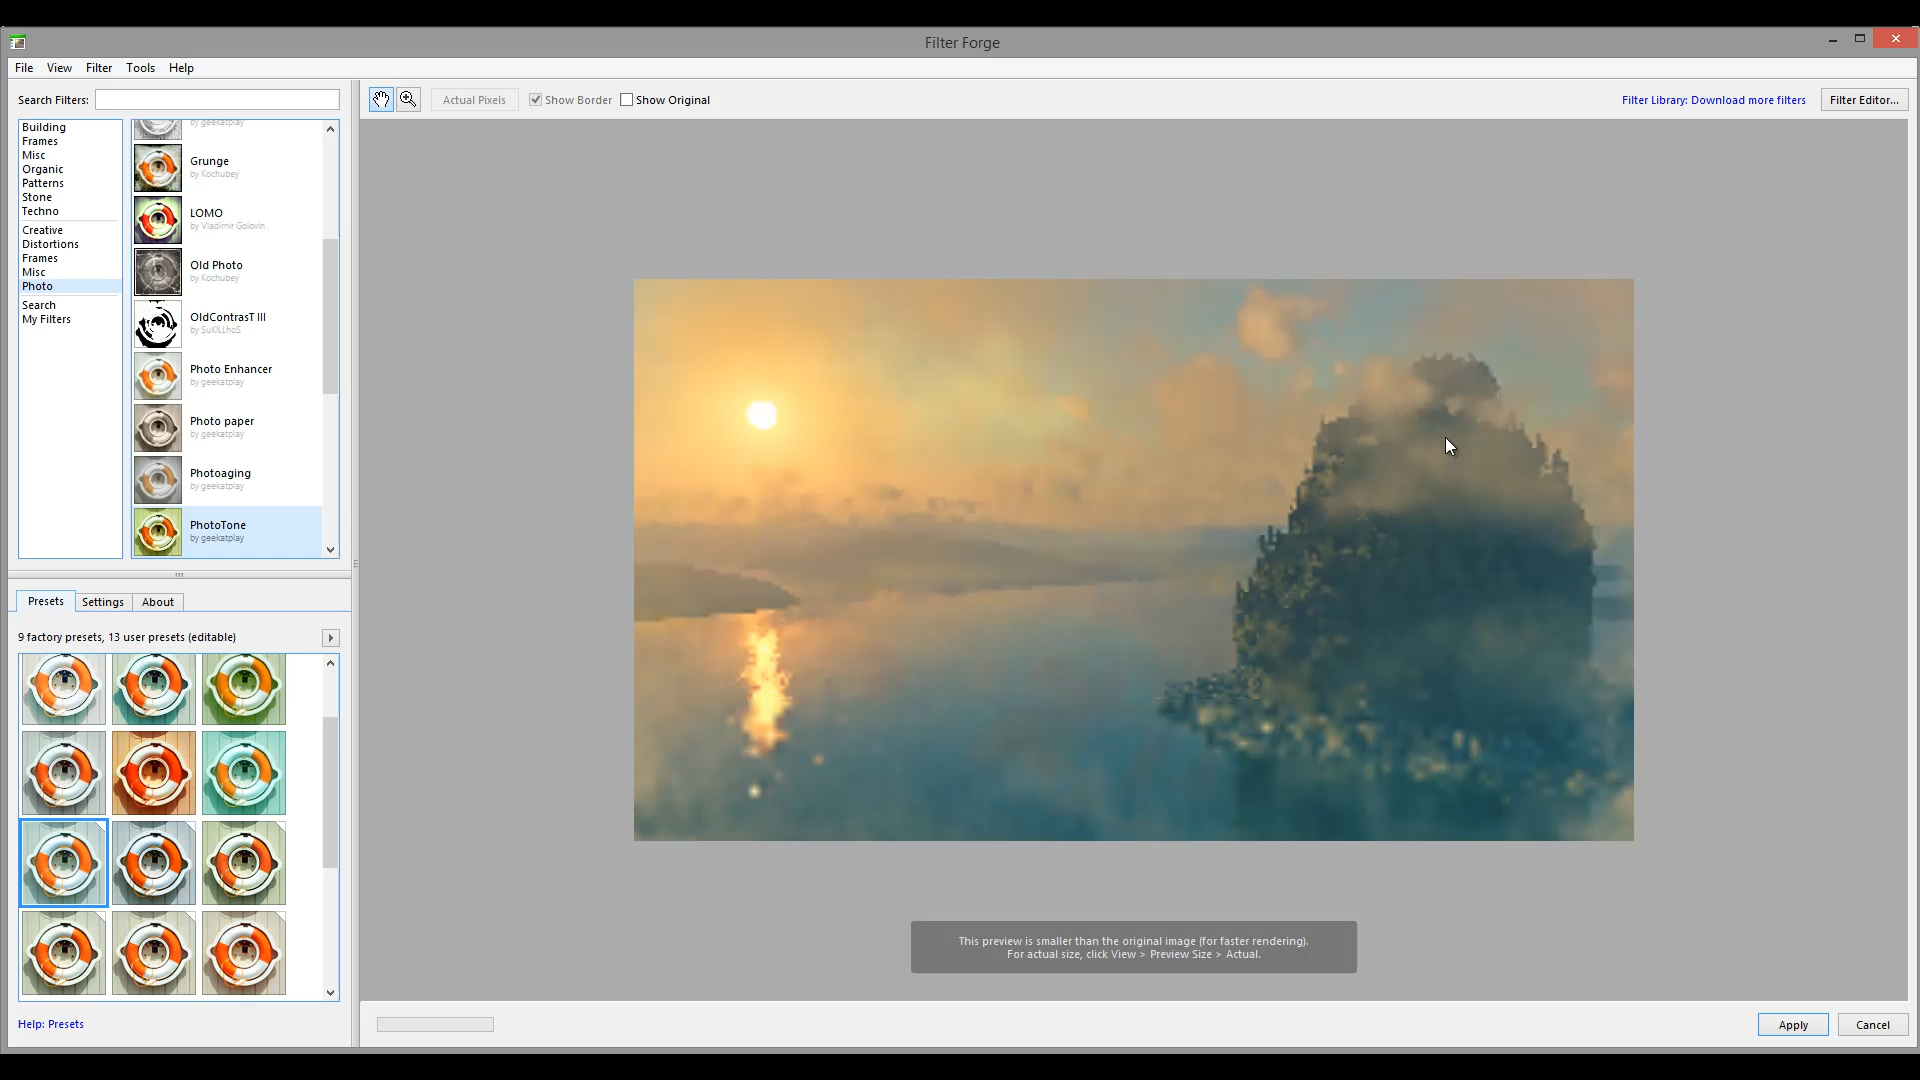 Filter Forge
File View Filter Tools Help
Search Filters:
Actual Pixels
Show Border
Show Original
Filter Library: Download more filters
Filter Editor...
Building
Frames
Misc
Organic
Patterns
Stone
Techno
Creative
Distortions
Frames
Misc
Photo
Search
My Filters
by geekatplay
Grunge
by Kochubey
LOMO
by Vladimir Golovin
Old Photo
by Kochubey
OldContrasT III
by SuKILLhoS
Photo Enhancer
by geekatplay
Photo paper
by geekatplay
Photoaging
by geekatplay
PhotoTone
by geekatplay
Presets
Settings
About
9 factory presets, 13 user presets (editable)
Help: Presets
This preview is smaller than the original image (for faster rendering).
For actual size, click View > Preview Size > Actual.
Apply
Cancel